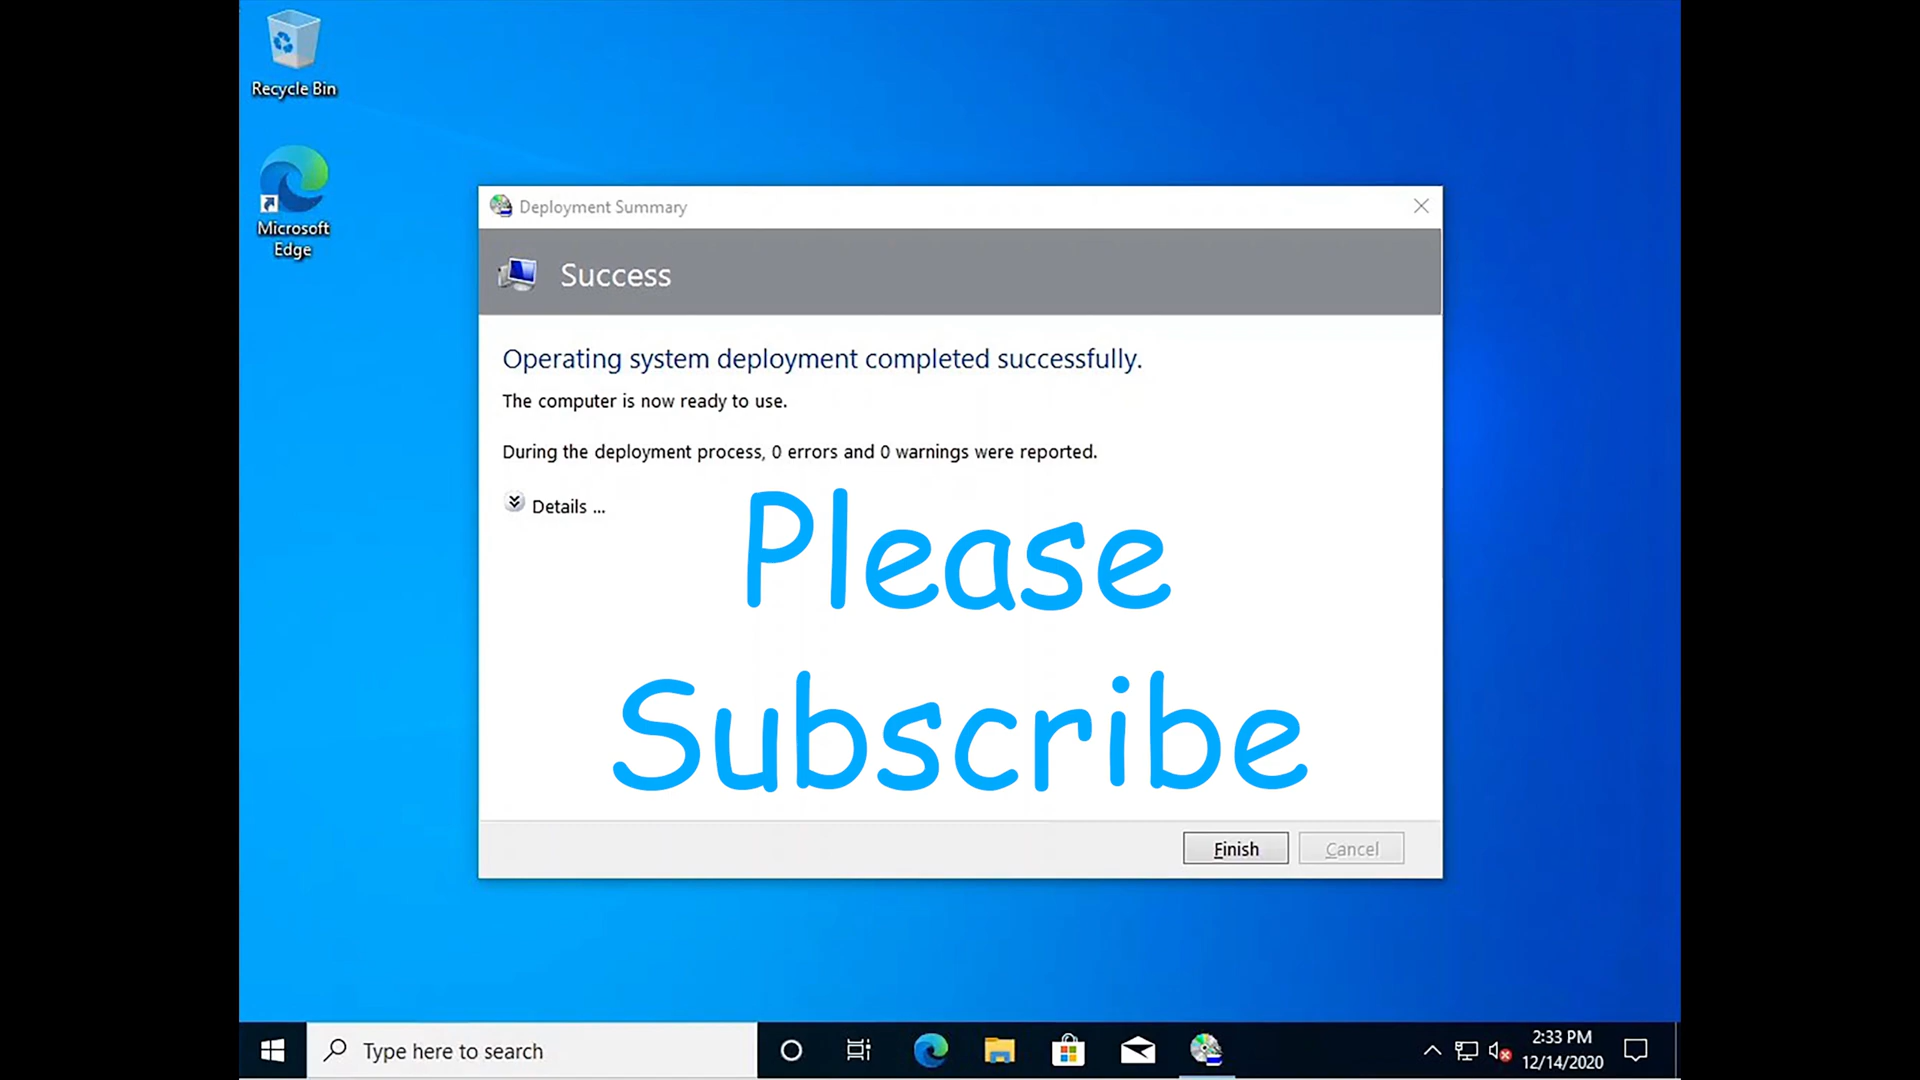 Recycle Bin
Microsoft
Edge
Deployment Summary
Success
Operating system deployment completed successfully.
The computer is now ready to use.
During the deployment process, 0 errors and 0 warnings were reported.
Details ...
Please
Subscribe
Finish
Cancel
Type here to search
2:33 PM
12/14/2020